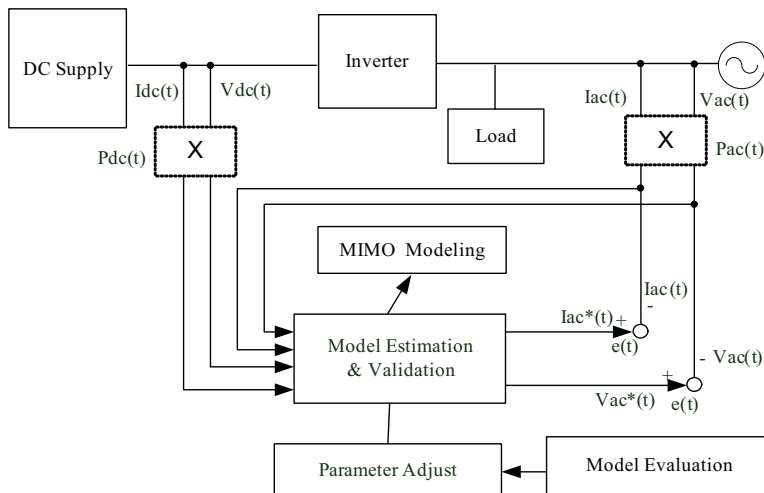 DC Supply
Inverter
Idc(t)
Vdc(t)
Iac(t)
Vac(t)
Load
X
Pdc(t)
X
Pac(t)
MIMO Modeling
Iac(t)
-
Iac*(t)
+
e(t)
Model Estimation
& Validation
- Vac(t)
+
Vac*(t)
e(t)
Parameter Adjust
Model Evaluation